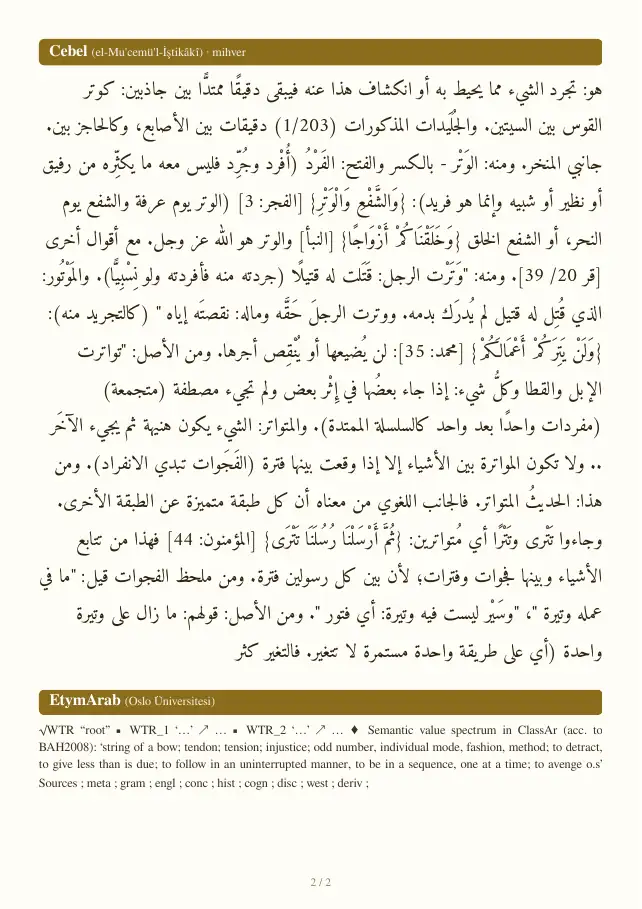 Cebel (el-Mu'cemü'l-İştikâkî) · mihver
هو: تجرد الشيء مما يحيط به أو انكشاف هذا عنه فيبقى دقيقًا ممتدًّا بين جاذبين: كوتر
القوس بين السيتين. والجُلَيدات المذكورات (1/203) دقيقات بين الأصابع، وكالحاجز بين.
جانبي المنخر. ومنه: الوَتْر - بالكسر والفتح: الفَرْدُ (أُفْرد وجُرِّد فليس معه ما يكثِّره من رفيق
أو نظير أو شبيه وإنما هو فريد): {وَالشَّفْعِ وَالْوَتْرِ} [الفجر: 3] (الوتر يوم عرفة والشفع يوم
النحر، أو الشفع الخلق {وَخَلَقْنَاكُمْ أَزْوَاجًا} [النبأ] والوتر هو الله عز وجل. مع أقوال أخرى
[قر 20/ 39]. ومنه: "وَتَرْت الرجل: قَتَلت له قتيلًا (جردته منه فأفردته ولو نِسْبِيًّا). والمَوْتُور:
الذي قُتِل له قتيل لم يُدرَك بدمه. ووترت الرجلَ حَقَّه وماله: نقصتَه إياه " (كالتجريد منه):
{وَلَنْ يَتِرَكُمْ أَعْمَالَكُمْ} [محمد: 35]: لن يُضيعها أو يُنْقِص أجرها. ومن الأصل: "تواترت
الإبل والقطا وكلُّ شيء: إذا جاء بعضُها في إِثْر بعض ولم تجيء مصطفة (متجمعة)
(مفردات واحدًا بعد واحد كالسلسلة الممتدة). والمتواتر: الشيء يكون هنيهة ثم يجيء الآخَر
.. ولا تكون المواترة بين الأشياء إلا إذا وقعت بينها فترة (الفَجَوات تبدي الانفراد). ومن
هذا: الحديثُ المتواتر. فالجانب اللغوي من معناه أن كل طبقة متميزة عن الطبقة الأخرى.
وجاءوا تَتْرى وتَتْرًا أي مُتواترين: {ثُمَّ أَرْسَلْنَا رُسُلَنَا تَتْرَى} [المؤمنون: 44] فهذا من تتابع
الأشياء وبينها فجوات وفترات؛ لأن بين كل رسولين فترة. ومن ملحظ الفجوات قيل: "ما في
عمله وتيرة "، "وسَيْر ليست فيه وتيرة: أي فتور ". ومن الأصل: قولهم: ما زال على وتيرة
واحدة (أي على طريقة واحدة مستمرة لا تتغير. فالتغير كثر
EtymArab (Oslo Üniversitesi)
√WTR “root” ▪ WTR_1 ‘…’ ↗ … ▪ WTR_2 ‘…’ ↗ … ♦ Semantic value spectrum in ClassAr (acc. to
BAH2008): ‘string of a bow; tendon; tension; injustice; odd number, individual mode, fashion, method; to detract,
to give less than is due; to follow in an uninterrupted manner, to be in a sequence, one at a time; to avenge o.s’
Sources ; meta ; gram ; engl ; conc ; hist ; cogn ; disc ; west ; deriv ;
2 / 2